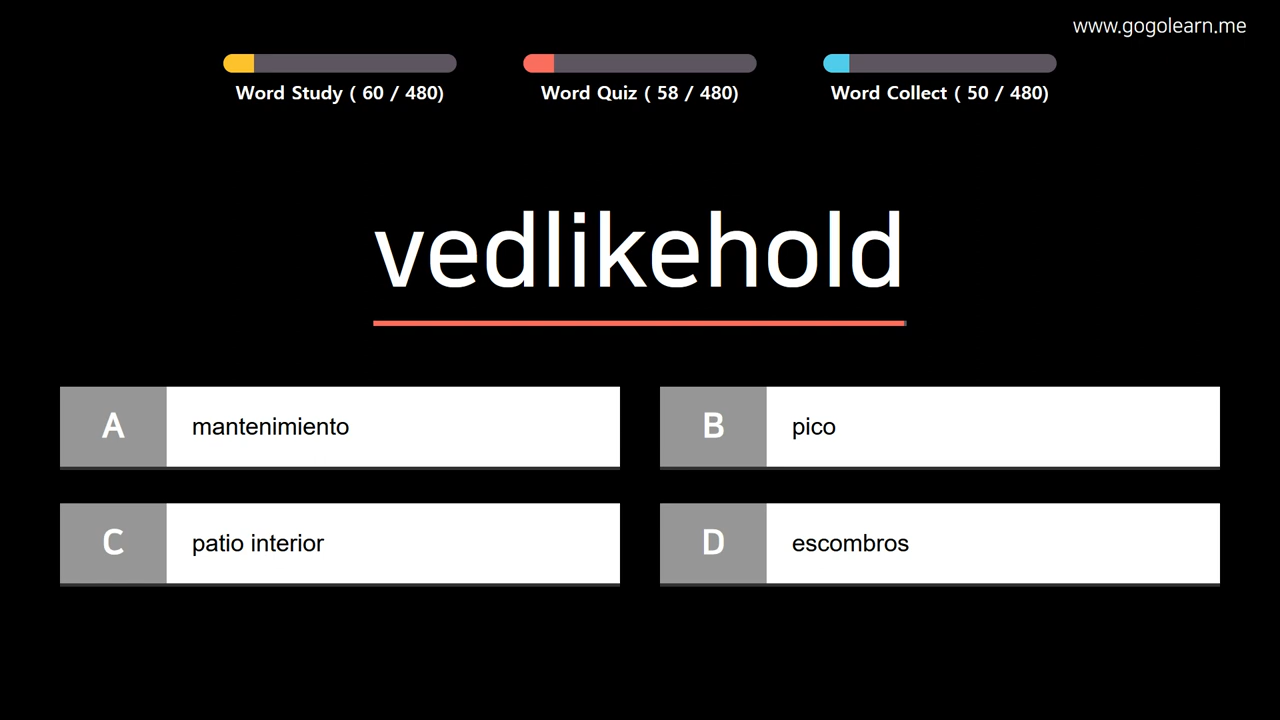 www.gogolearn.me
Word Study ( 60 / 480)
Word Quiz ( 58 / 480)
Word Collect ( 50 / 480)
vedlikehold
A mantenimiento
B pico
C patio interior
D escombros